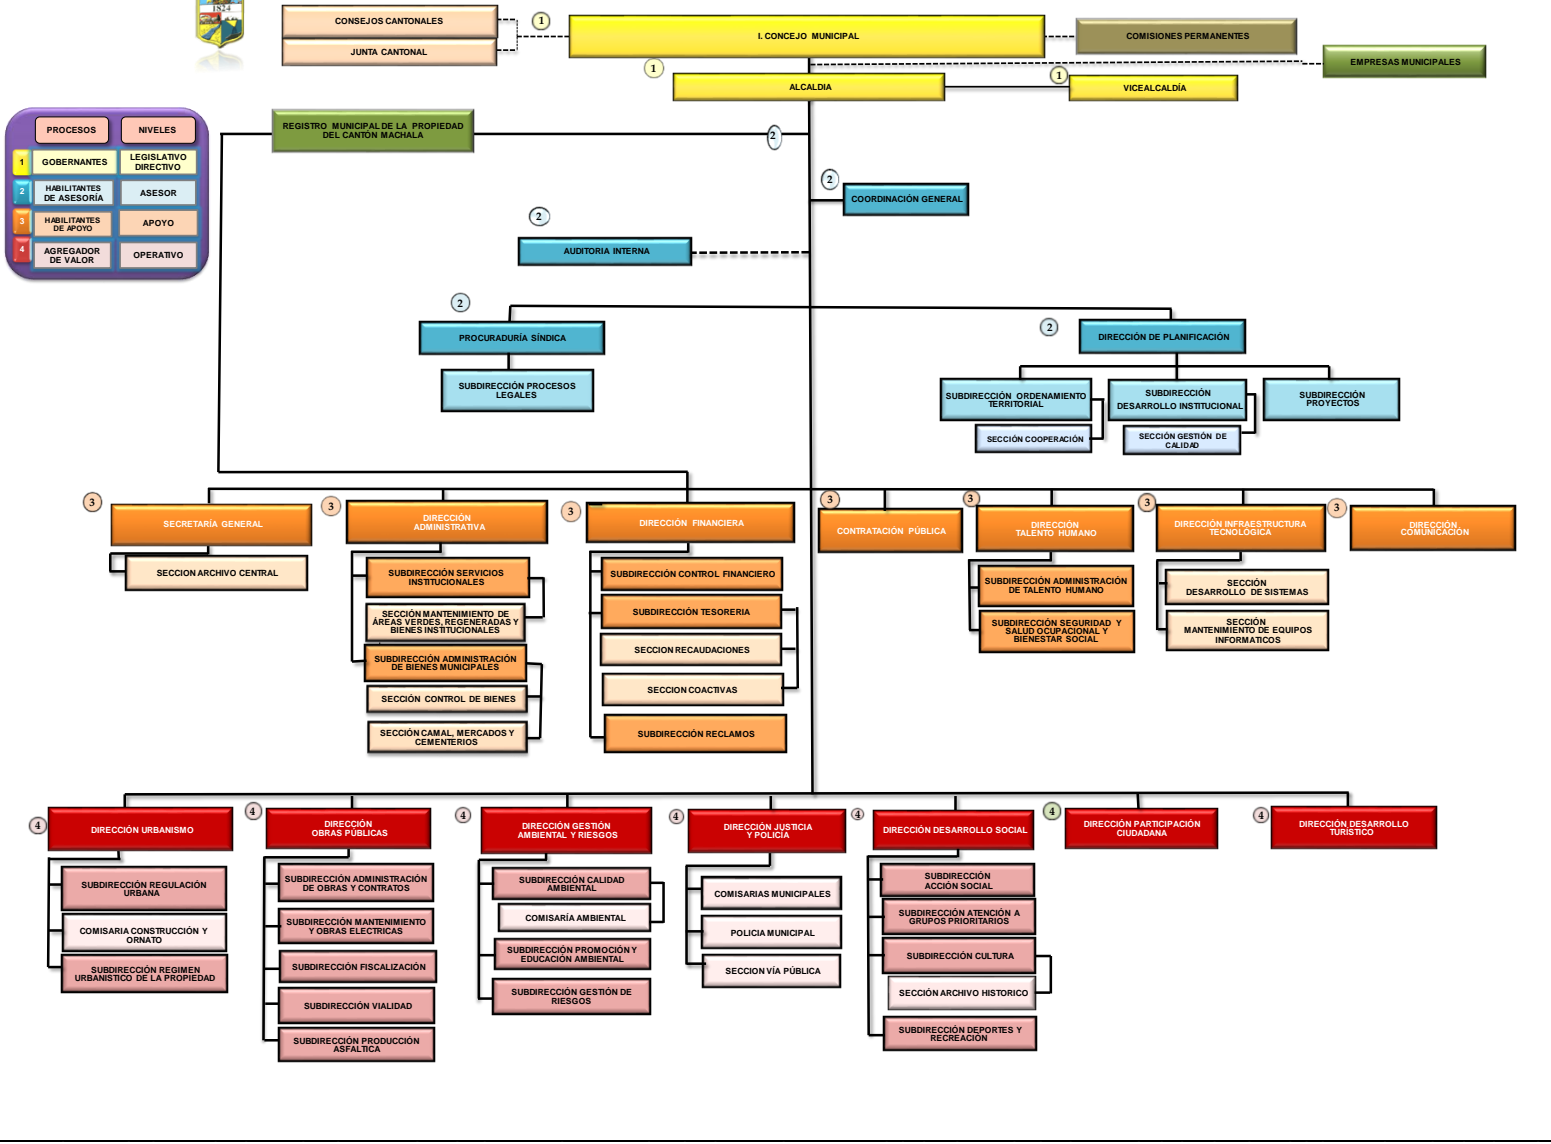 1824
CONSEJOS CANTONALES
JUNTA CANTONAL
1
I. CONCEJO MUNICIPAL
COMISIONES PERMANENTES
EMPRESAS MUNICIPALES
1
ALCALDIA
1
VICEALCALDÍA
PROCESOS
NIVELES
1
GOBERNANTES
LEGISLATIVO
DIRECTIVO
2
HABILITANTES
DE ASESORÍA
ASESOR
3
HABILITANTES
DE APOYO
APOYO
4
AGREGADOR
DE VALOR
OPERATIVO
REGISTRO MUNICIPAL DE LA PROPIEDAD
DEL CANTÓN MACHALA
2
2
COORDINACIÓN GENERAL
2
AUDITORIA INTERNA
2
PROCURADURÍA SÍNDICA
SUBDIRECCIÓN PROCESOS
LEGALES
2
DIRECCIÓN DE PLANIFICACIÓN
SUBDIRECCIÓN ORDENAMIENTO
TERRITORIAL
SECCIÓN COOPERACIÓN
SUBDIRECCIÓN
DESARROLLO INSTITUCIONAL
SECCIÓN GESTIÓN DE
CALIDAD
SUBDIRECCIÓN
PROYECTOS
3
SECRETARÍA GENERAL
SECCION ARCHIVO CENTRAL
3
DIRECCIÓN
ADMINISTRATIVA
SUBDIRECCIÓN SERVICIOS
INSTITUCIONALES
SECCIÓN MANTENIMIENTO DE
ÁREAS VERDES, REGENERADAS Y
BIENES INSTITUCIONALES
SUBDIRECCIÓN ADMINISTRACIÓN
DE BIENES MUNICIPALES
SECCIÓN CONTROL DE BIENES
SECCIÓN CAMAL, MERCADOS Y
CEMENTERIOS
3
DIRECCIÓN FINANCIERA
SUBDIRECCIÓN CONTROL FINANCIERO
SUBDIRECCIÓN TESORERIA
SECCION RECAUDACIONES
SECCION COACTIVAS
SUBDIRECCIÓN RECLAMOS
3
CONTRATACIÓN PÚBLICA
3
DIRECCIÓN
TALENTO HUMANO
SUBDIRECCIÓN ADMINISTRACIÓN
DE TALENTO HUMANO
SUBDIRECCIÓN SEGURIDAD Y
SALUD OCUPACIONAL Y
BIENESTAR SOCIAL
3
DIRECCIÓN INFRAESTRUCTURA
TECNOLÓGICA
SECCIÓN
DESARROLLO DE SISTEMAS
SECCIÓN
MANTENIMIENTO DE EQUIPOS
INFORMATICOS
3
DIRECCIÓN
COMUNICACIÓN
4
DIRECCIÓN URBANISMO
SUBDIRECCIÓN REGULACIÓN
URBANA
COMISARIA CONSTRUCCIÓN Y
ORNATO
SUBDIRECCIÓN REGIMEN
URBANISTICO DE LA PROPIEDAD
4
DIRECCIÓN
OBRAS PÚBLICAS
SUBDIRECCIÓN ADMINISTRACIÓN
DE OBRAS Y CONTRATOS
SUBDIRECCIÓN MANTENIMIENTO
Y OBRAS ELECTRICAS
SUBDIRECCIÓN FISCALIZACIÓN
SUBDIRECCIÓN VIALIDAD
SUBDIRECCIÓN PRODUCCIÓN
ASFALTICA
4
DIRECCIÓN GESTIÓN
AMBIENTAL Y RIESGOS
SUBDIRECCIÓN CALIDAD
AMBIENTAL
COMISARÍA AMBIENTAL
SUBDIRECCIÓN PROMOCIÓN Y
EDUCACIÓN AMBIENTAL
SUBDIRECCIÓN GESTIÓN DE
RIESGOS
4
DIRECCIÓN JUSTICIA
Y POLICÍA
COMISARIAS MUNICIPALES
POLICIA MUNICIPAL
SECCION VÍA PÚBLICA
4
DIRECCIÓN DESARROLLO SOCIAL
SUBDIRECCIÓN
ACCIÓN SOCIAL
SUBDIRECCIÓN ATENCIÓN A
GRUPOS PRIORITARIOS
SUBDIRECCIÓN CULTURA
SECCIÓN ARCHIVO HISTORICO
SUBDIRECCIÓN DEPORTES Y
RECREACIÓN
4
DIRECCIÓN PARTICIPACIÓN
CIUDADANA
4
DIRECCIÓN DESARROLLO
TURÍSTICO